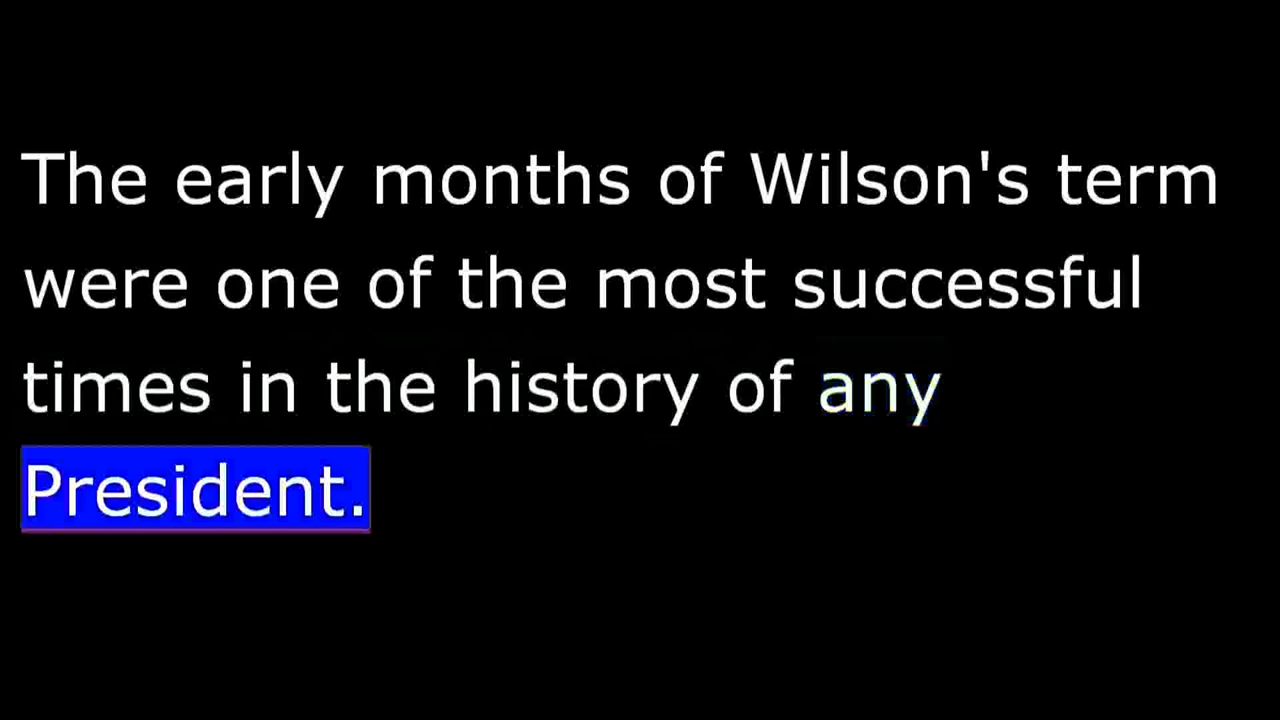 The early months of Wilson's term
were one of the most successful
times in the history of any
President.